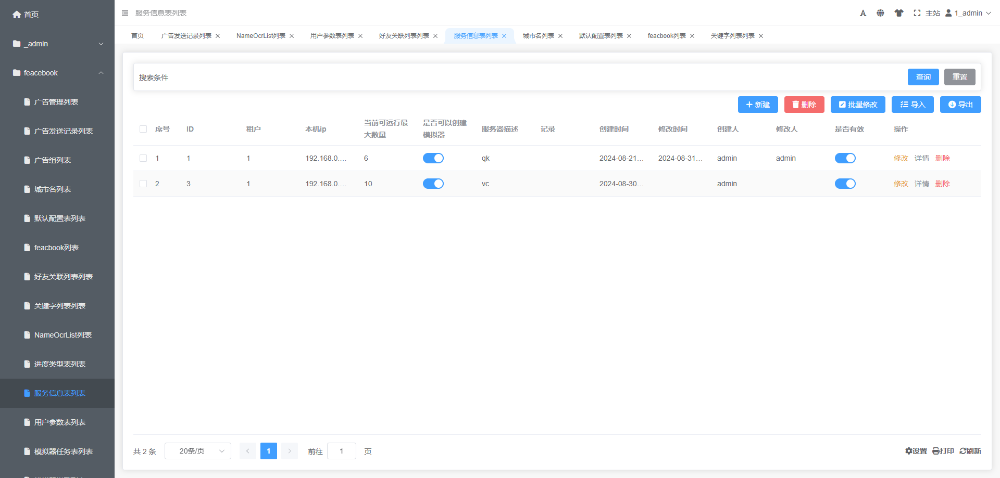 首页
_admin
feacebook
广告管理列表
广告发送记录列表
广告组列表
城市名列表
默认配置表列表
feacbook列表
好友关联列表列表
关键字列表列表
NameOcrList列表
进度类型表列表
服务信息表列表
用户参数表列表
模拟器任务表列表
服务信息表列表
主站 1_admin
首页 广告发送记录列表 NameOcrList列表 用户参数表列表 好友关联列表列表 服务信息表列表 城市名列表 默认配置表列表 feacbook列表 关键字列表列表
搜索条件 查询 重置
新建 删除 批量修改 导入 导出
序号 ID 租户 本机ip 当前可运行最大数量 是否可以创建模拟器 服务器描述 记录 创建时间 修改时间 创建人 修改人 是否有效 操作
1 1 1 192.168.0.... 6 qk 2024-08-21... 2024-08-31... admin admin 修改 详情 删除
2 3 1 192.168.0.... 10 vc 2024-08-30... admin 修改 详情 删除
共 2 条 20条/页 1 前往 1 页 设置 打印 刷新